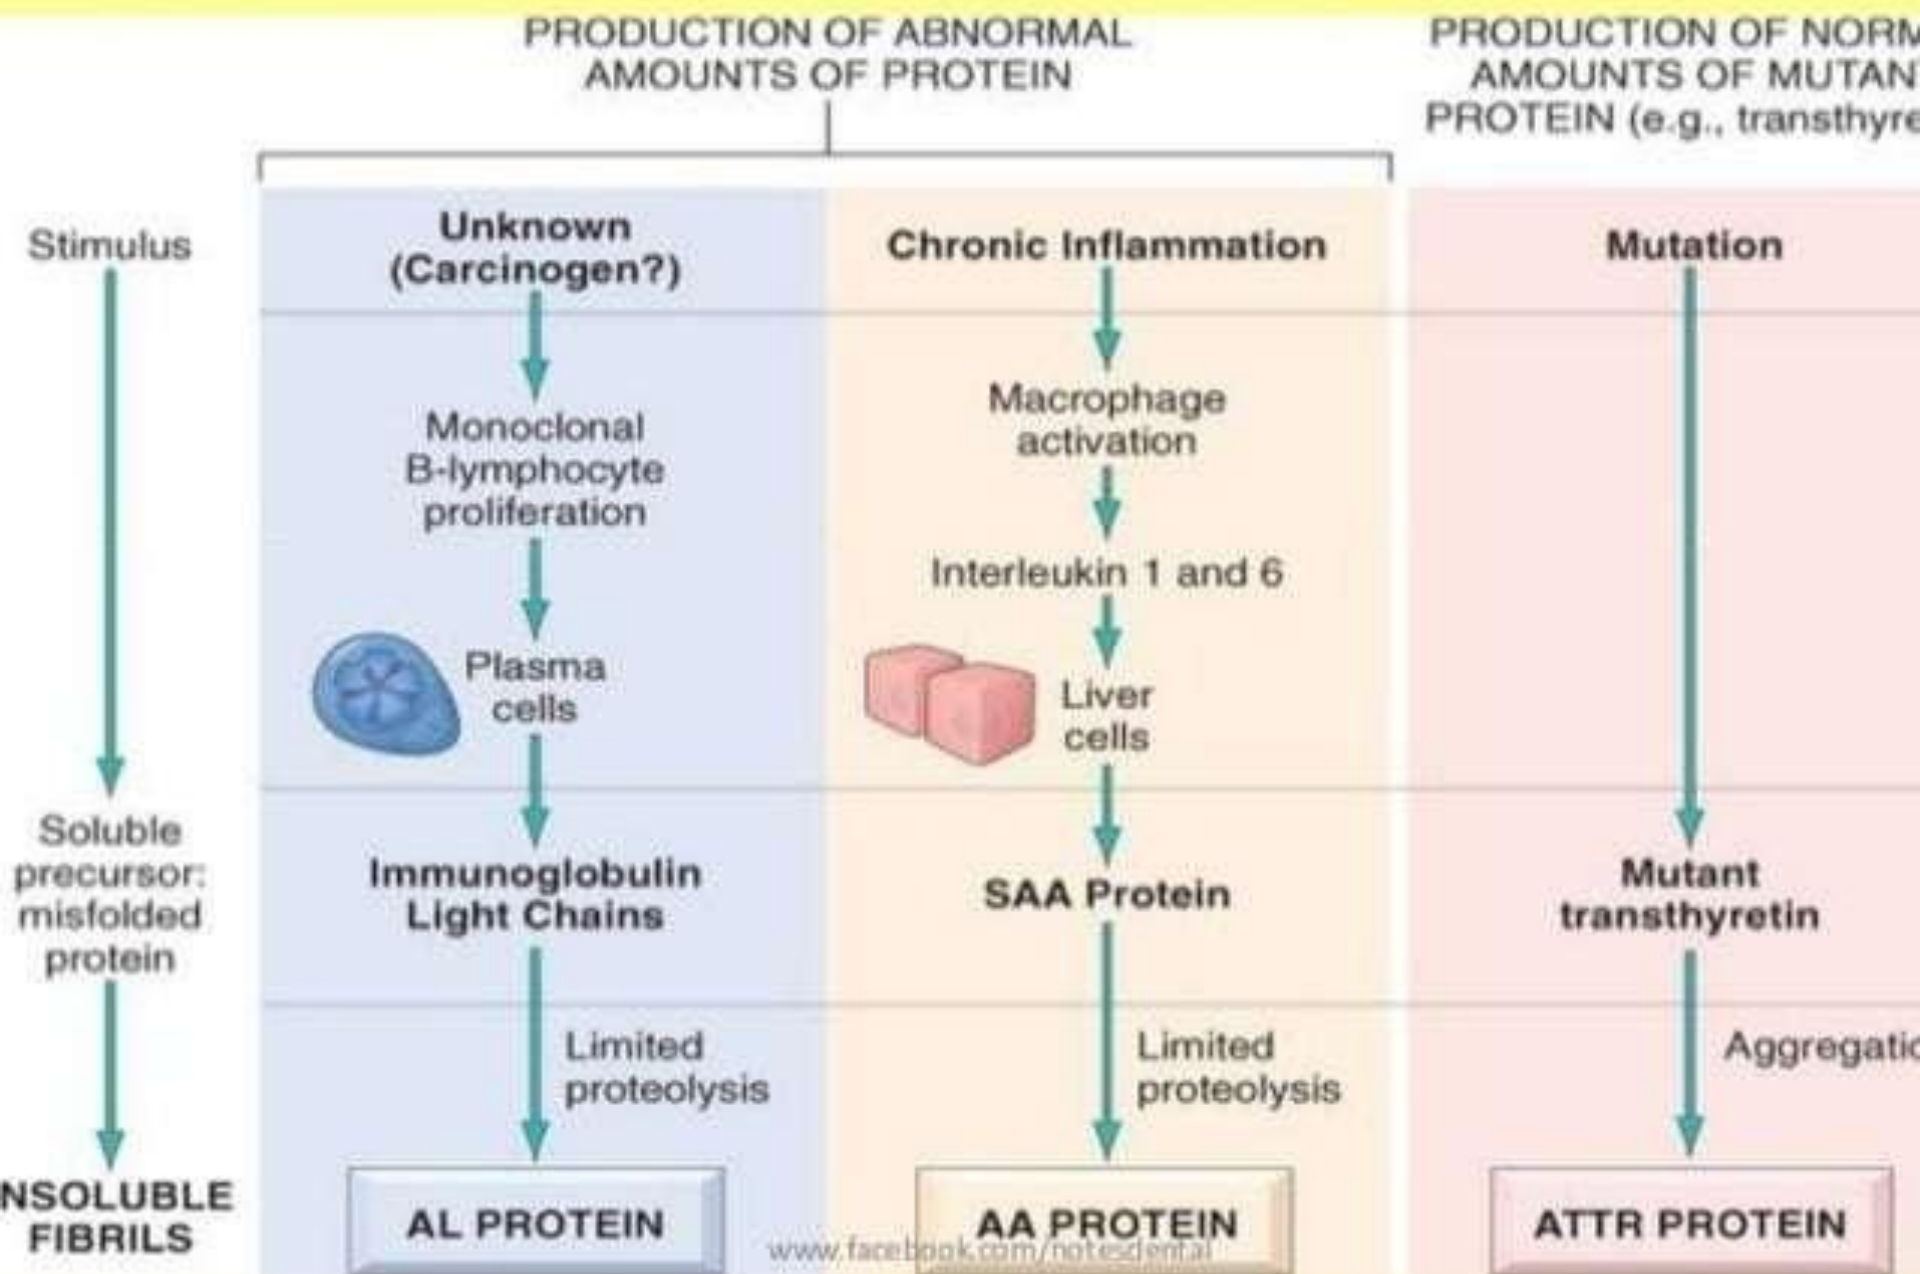 PRODUCTION OF ABNORMAL
AMOUNTS OF PROTEIN
PRODUCTION OF NORM
AMOUNTS OF MUTAN
PROTEIN (e.g., transthyre
Stimulus
Unknown
(Carcinogen?)
Chronic Inflammation
Mutation
Monoclonal
B-lymphocyte
proliferation
Macrophage
activation
Interleukin 1 and 6
Plasma
cells
Liver
cells
Soluble
precursor:
misfolded
protein
Immunoglobulin
Light Chains
SAA Protein
Mutant
transthyretin
Limited
proteolysis
Limited
proteolysis
Aggregatio
NSOLUBLE
FIBRILS
AL PROTEIN
AA PROTEIN
ATTR PROTEIN
www.facebook.com/notesdental